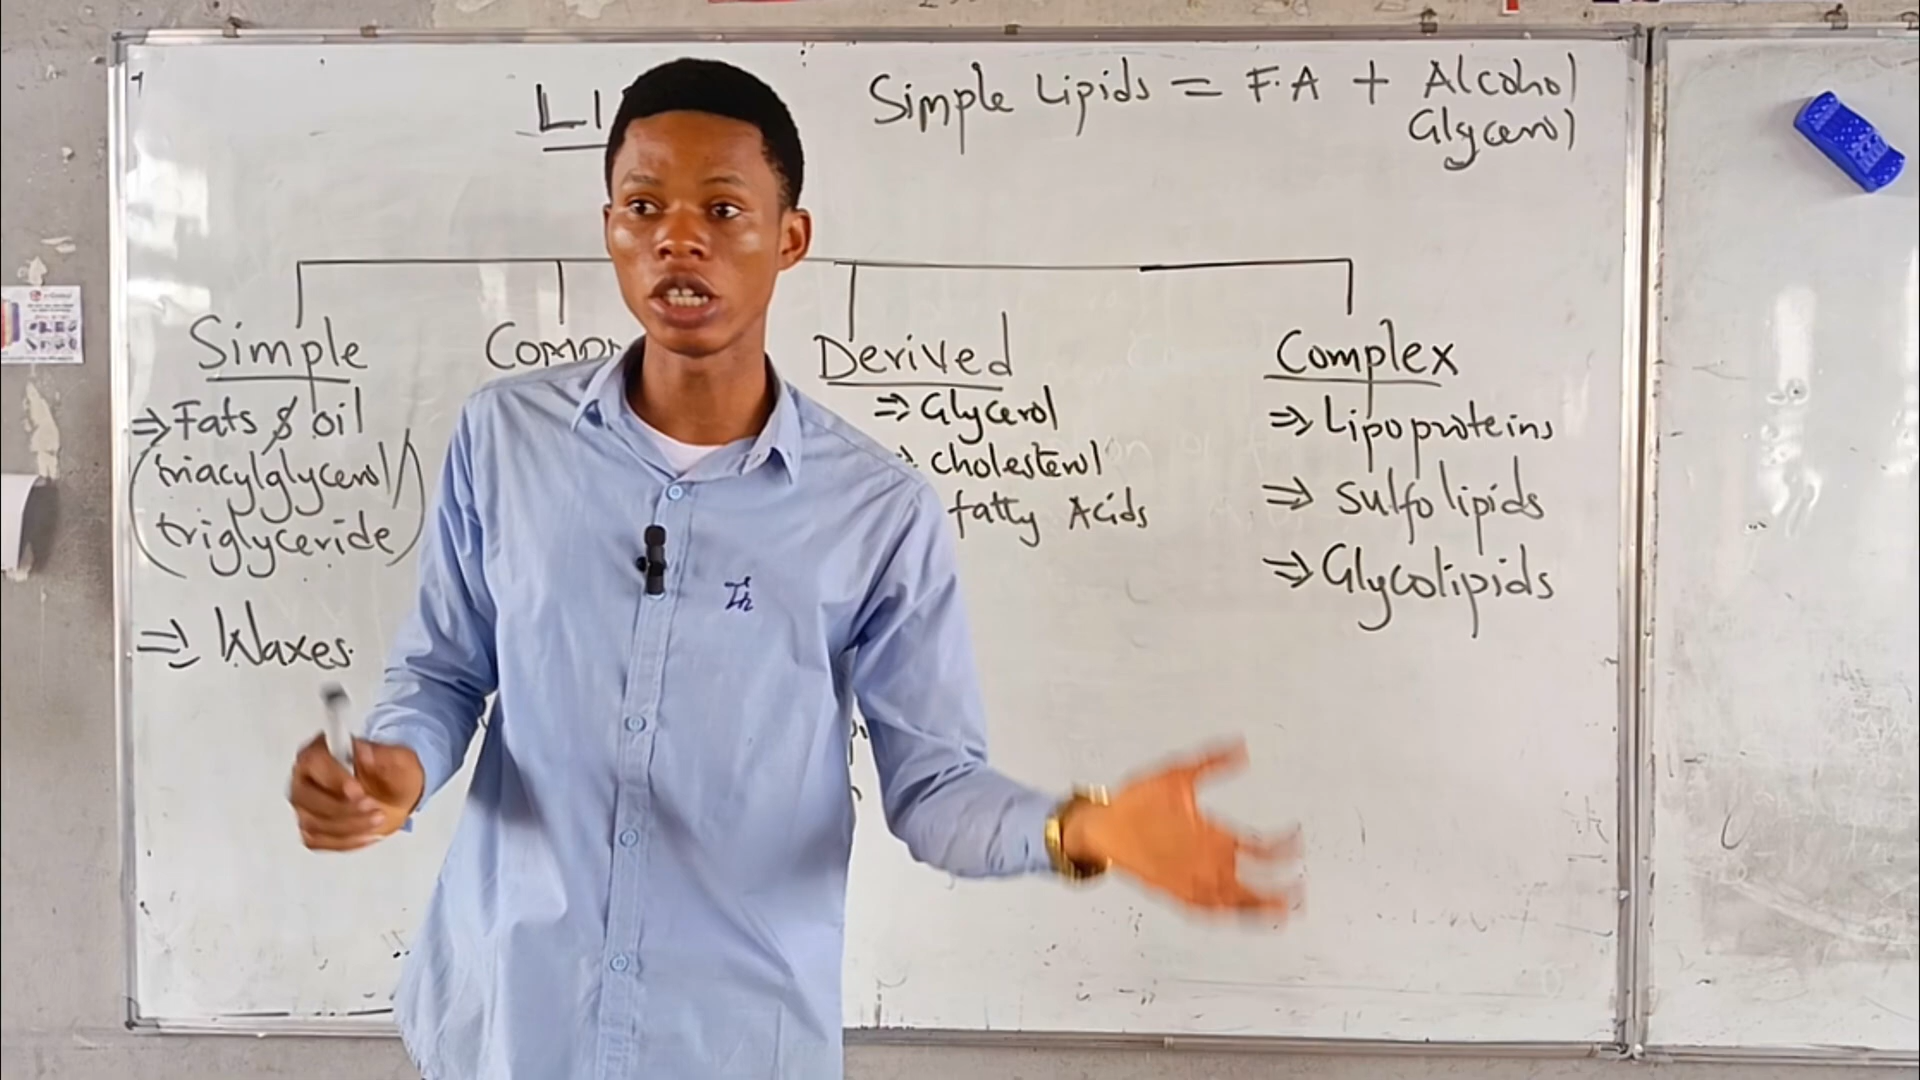 Simple Lipids = F.A + Alcohol
Glycerol
Simple
Derived
Complex
⇒ Fats & oil
(triacylglycerol/
triglyceride)
⇒ Waxes
⇒ Glycerol
cholesterol
fatty Acids
⇒ Lipoproteins
⇒ Sulfolipids
⇒ Glycolipids